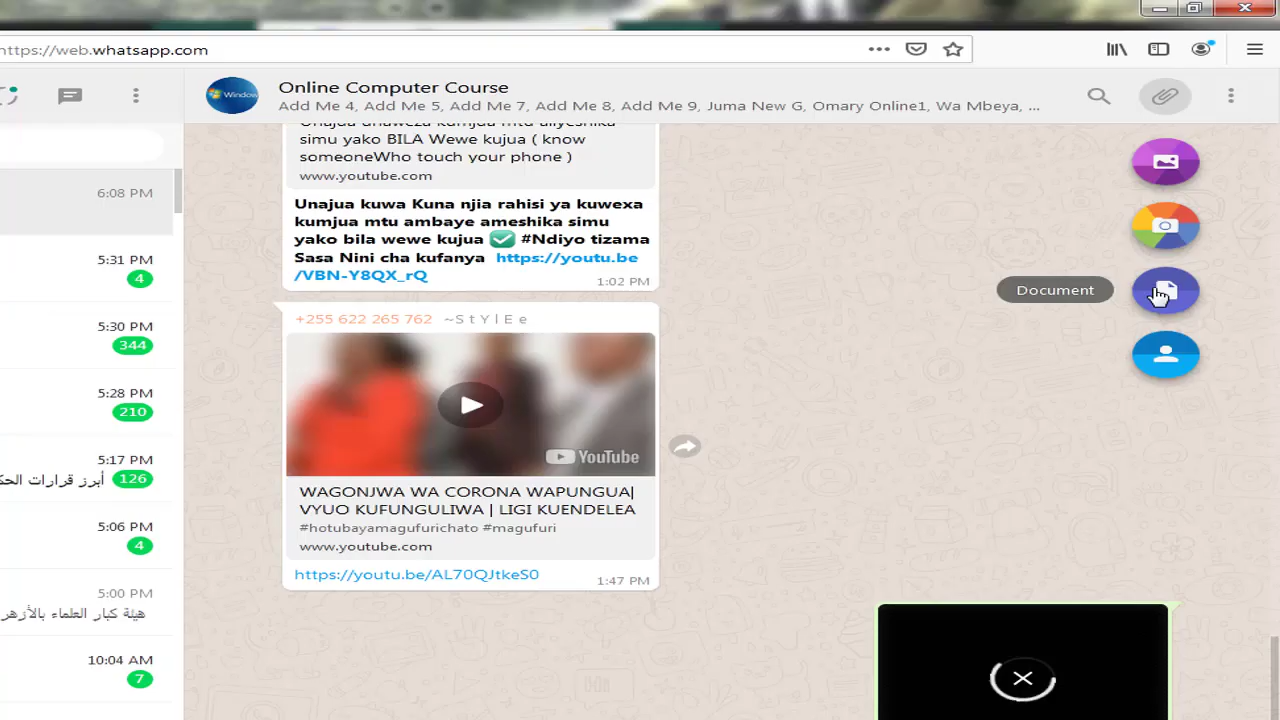 https://web.whatsapp.com
Windows
Online Computer Course
Add Me 4, Add Me 5, Add Me 7, Add Me 8, Add Me 9, Juma New G, Omary Online1, Wa Mbeya, ...
6:08 PM
5:31 PM
4
5:30 PM
344
5:28 PM
210
5:17 PM
أبرز قرارات
126
5:06 PM
4
5:00 PM
هيئة كبار العلماء بالأزهر
10:04 AM
7
simu yako BILA Wewe kujua ( know
someoneWho touch your phone )
www.youtube.com
Unajua kuwa Kuna njia rahisi ya kuwexa
kumjua mtu ambaye ameshika simu
yako bila wewe kujua ✅ #Ndiyo tizama
Sasa Nini cha kufanya https://youtu.be
/VBN-Y8QX_rQ
1:02 PM
+255 622 265 762 ~S t Y l E e
YouTube
WAGONJWA WA CORONA WAPUNGUA|
VYUO KUFUNGULIWA | LIGI KUENDELEA
#hotubayamagufurichato #magufuri
www.youtube.com
https://youtu.be/AL70QJtkeS0
1:47 PM
Document